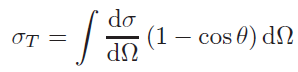 σ_T = ∫ dσ/dΩ (1 − cos θ) dΩ